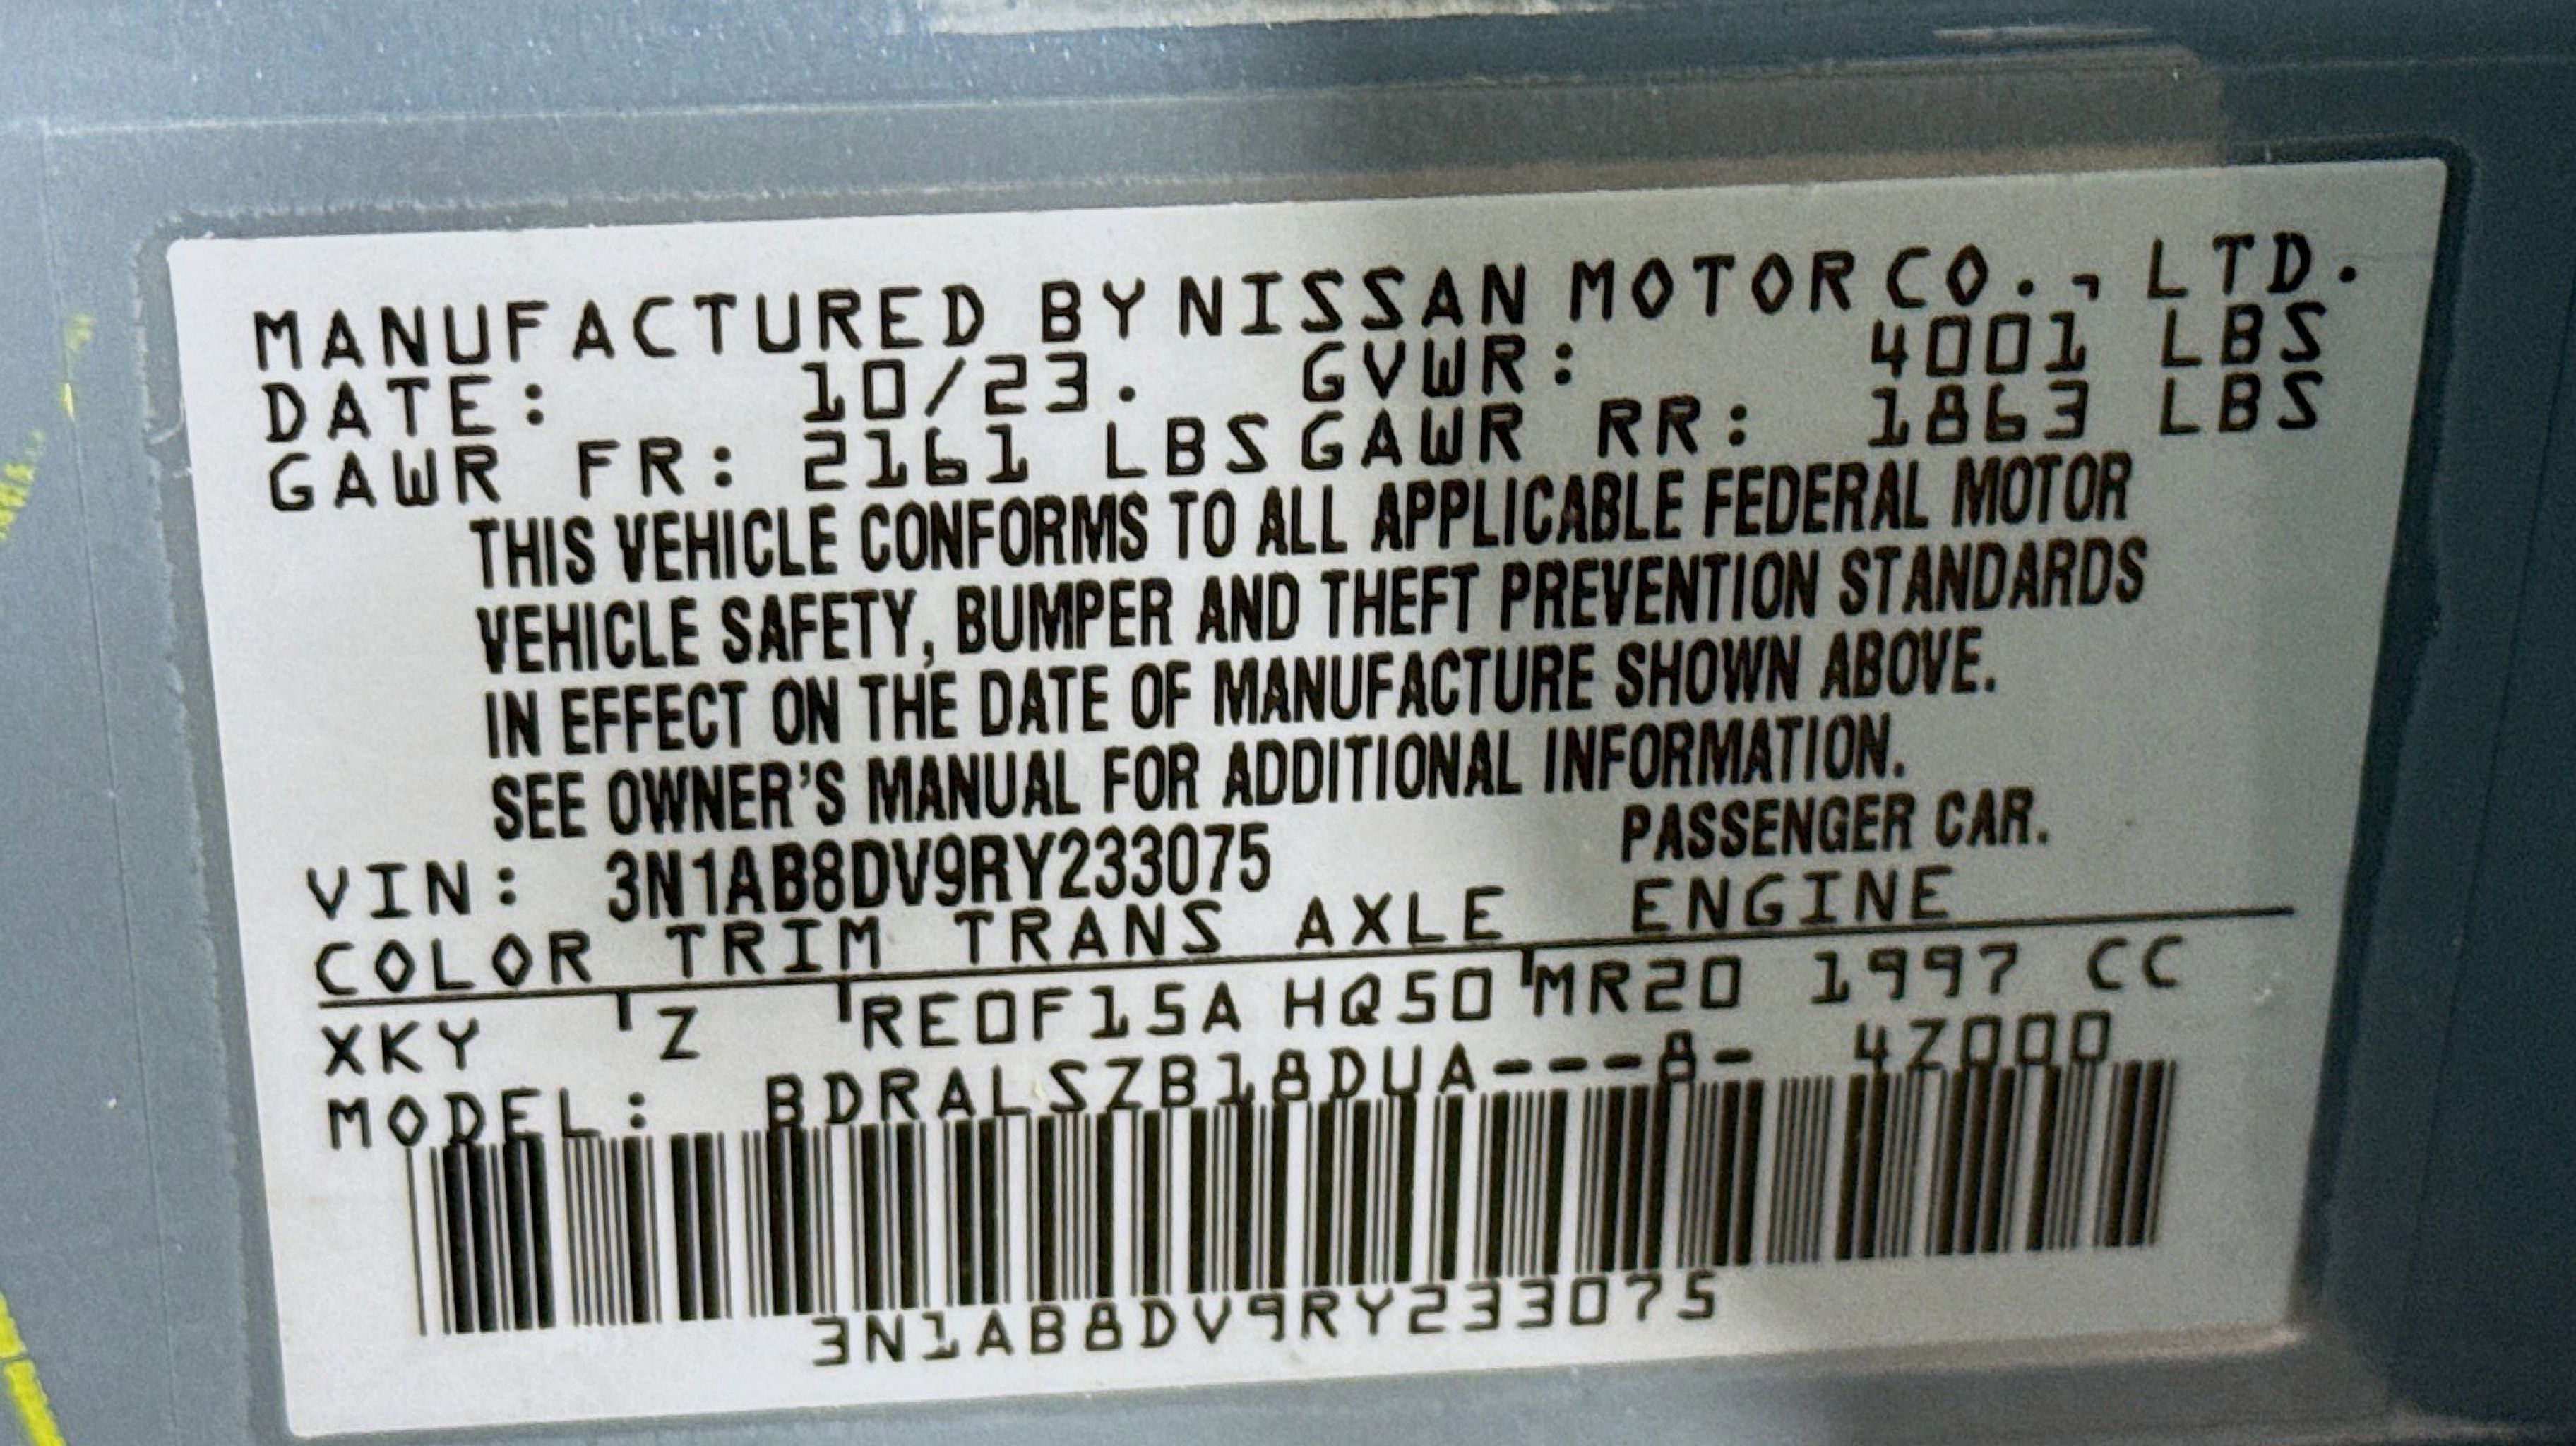 MANUFACTURED BY NISSAN MOTOR CO., LTD.
DATE: 10/23. GVWR: 4001 LBS
GAWR FR: 2161 LBS GAWR RR: 1863 LBS
THIS VEHICLE CONFORMS TO ALL APPLICABLE FEDERAL MOTOR
VEHICLE SAFETY, BUMPER AND THEFT PREVENTION STANDARDS
IN EFFECT ON THE DATE OF MANUFACTURE SHOWN ABOVE.
SEE OWNER'S MANUAL FOR ADDITIONAL INFORMATION.
PASSENGER CAR.
VIN: 3N1AB8DV9RY233075
COLOR TRIM TRANS AXLE ENGINE
XKY Z RE0F15A HQ50 MR20 1997 CC
MODEL: BDRALSZB18DUA---A- 4Z000
3N1AB8DV9RY233075